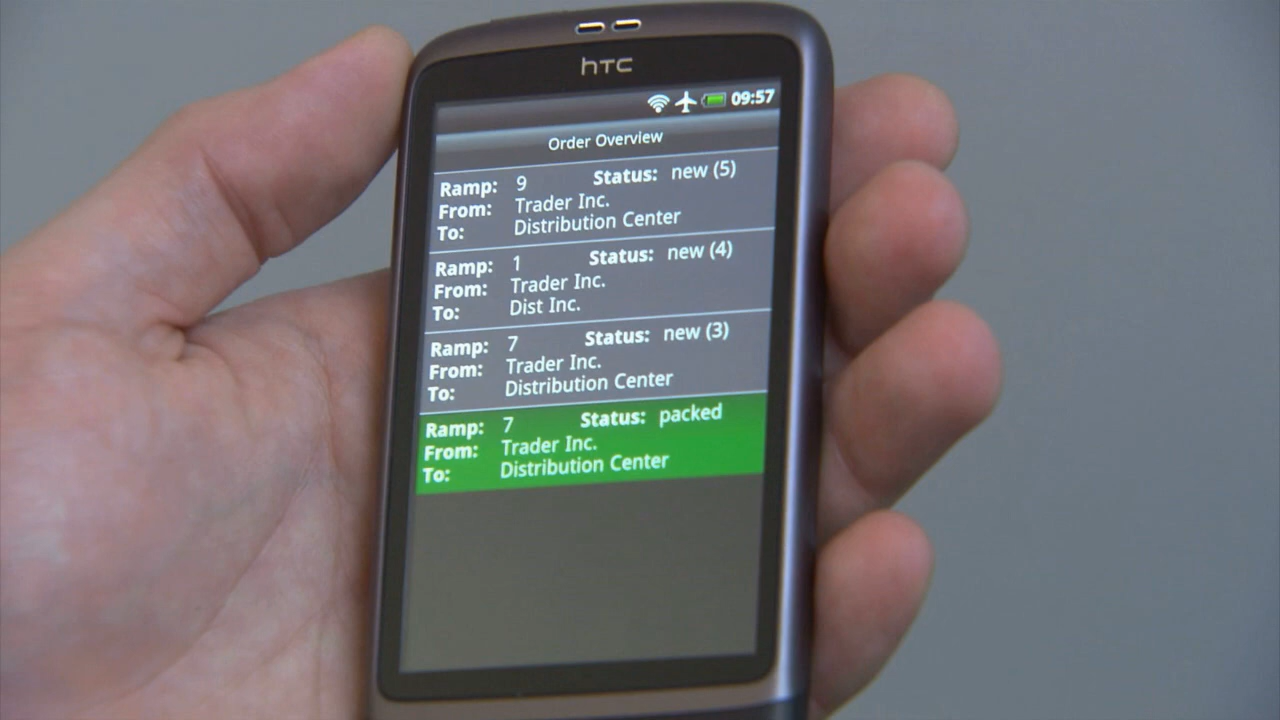 hTC
09:57
Order Overview
Ramp: 9 Status: new (5)
From: Trader Inc.
To: Distribution Center
Ramp: 1 Status: new (4)
From: Trader Inc.
To: Dist Inc.
Ramp: 7 Status: new (3)
From: Trader Inc.
To: Distribution Center
Ramp: 7 Status: packed
From: Trader Inc.
To: Distribution Center